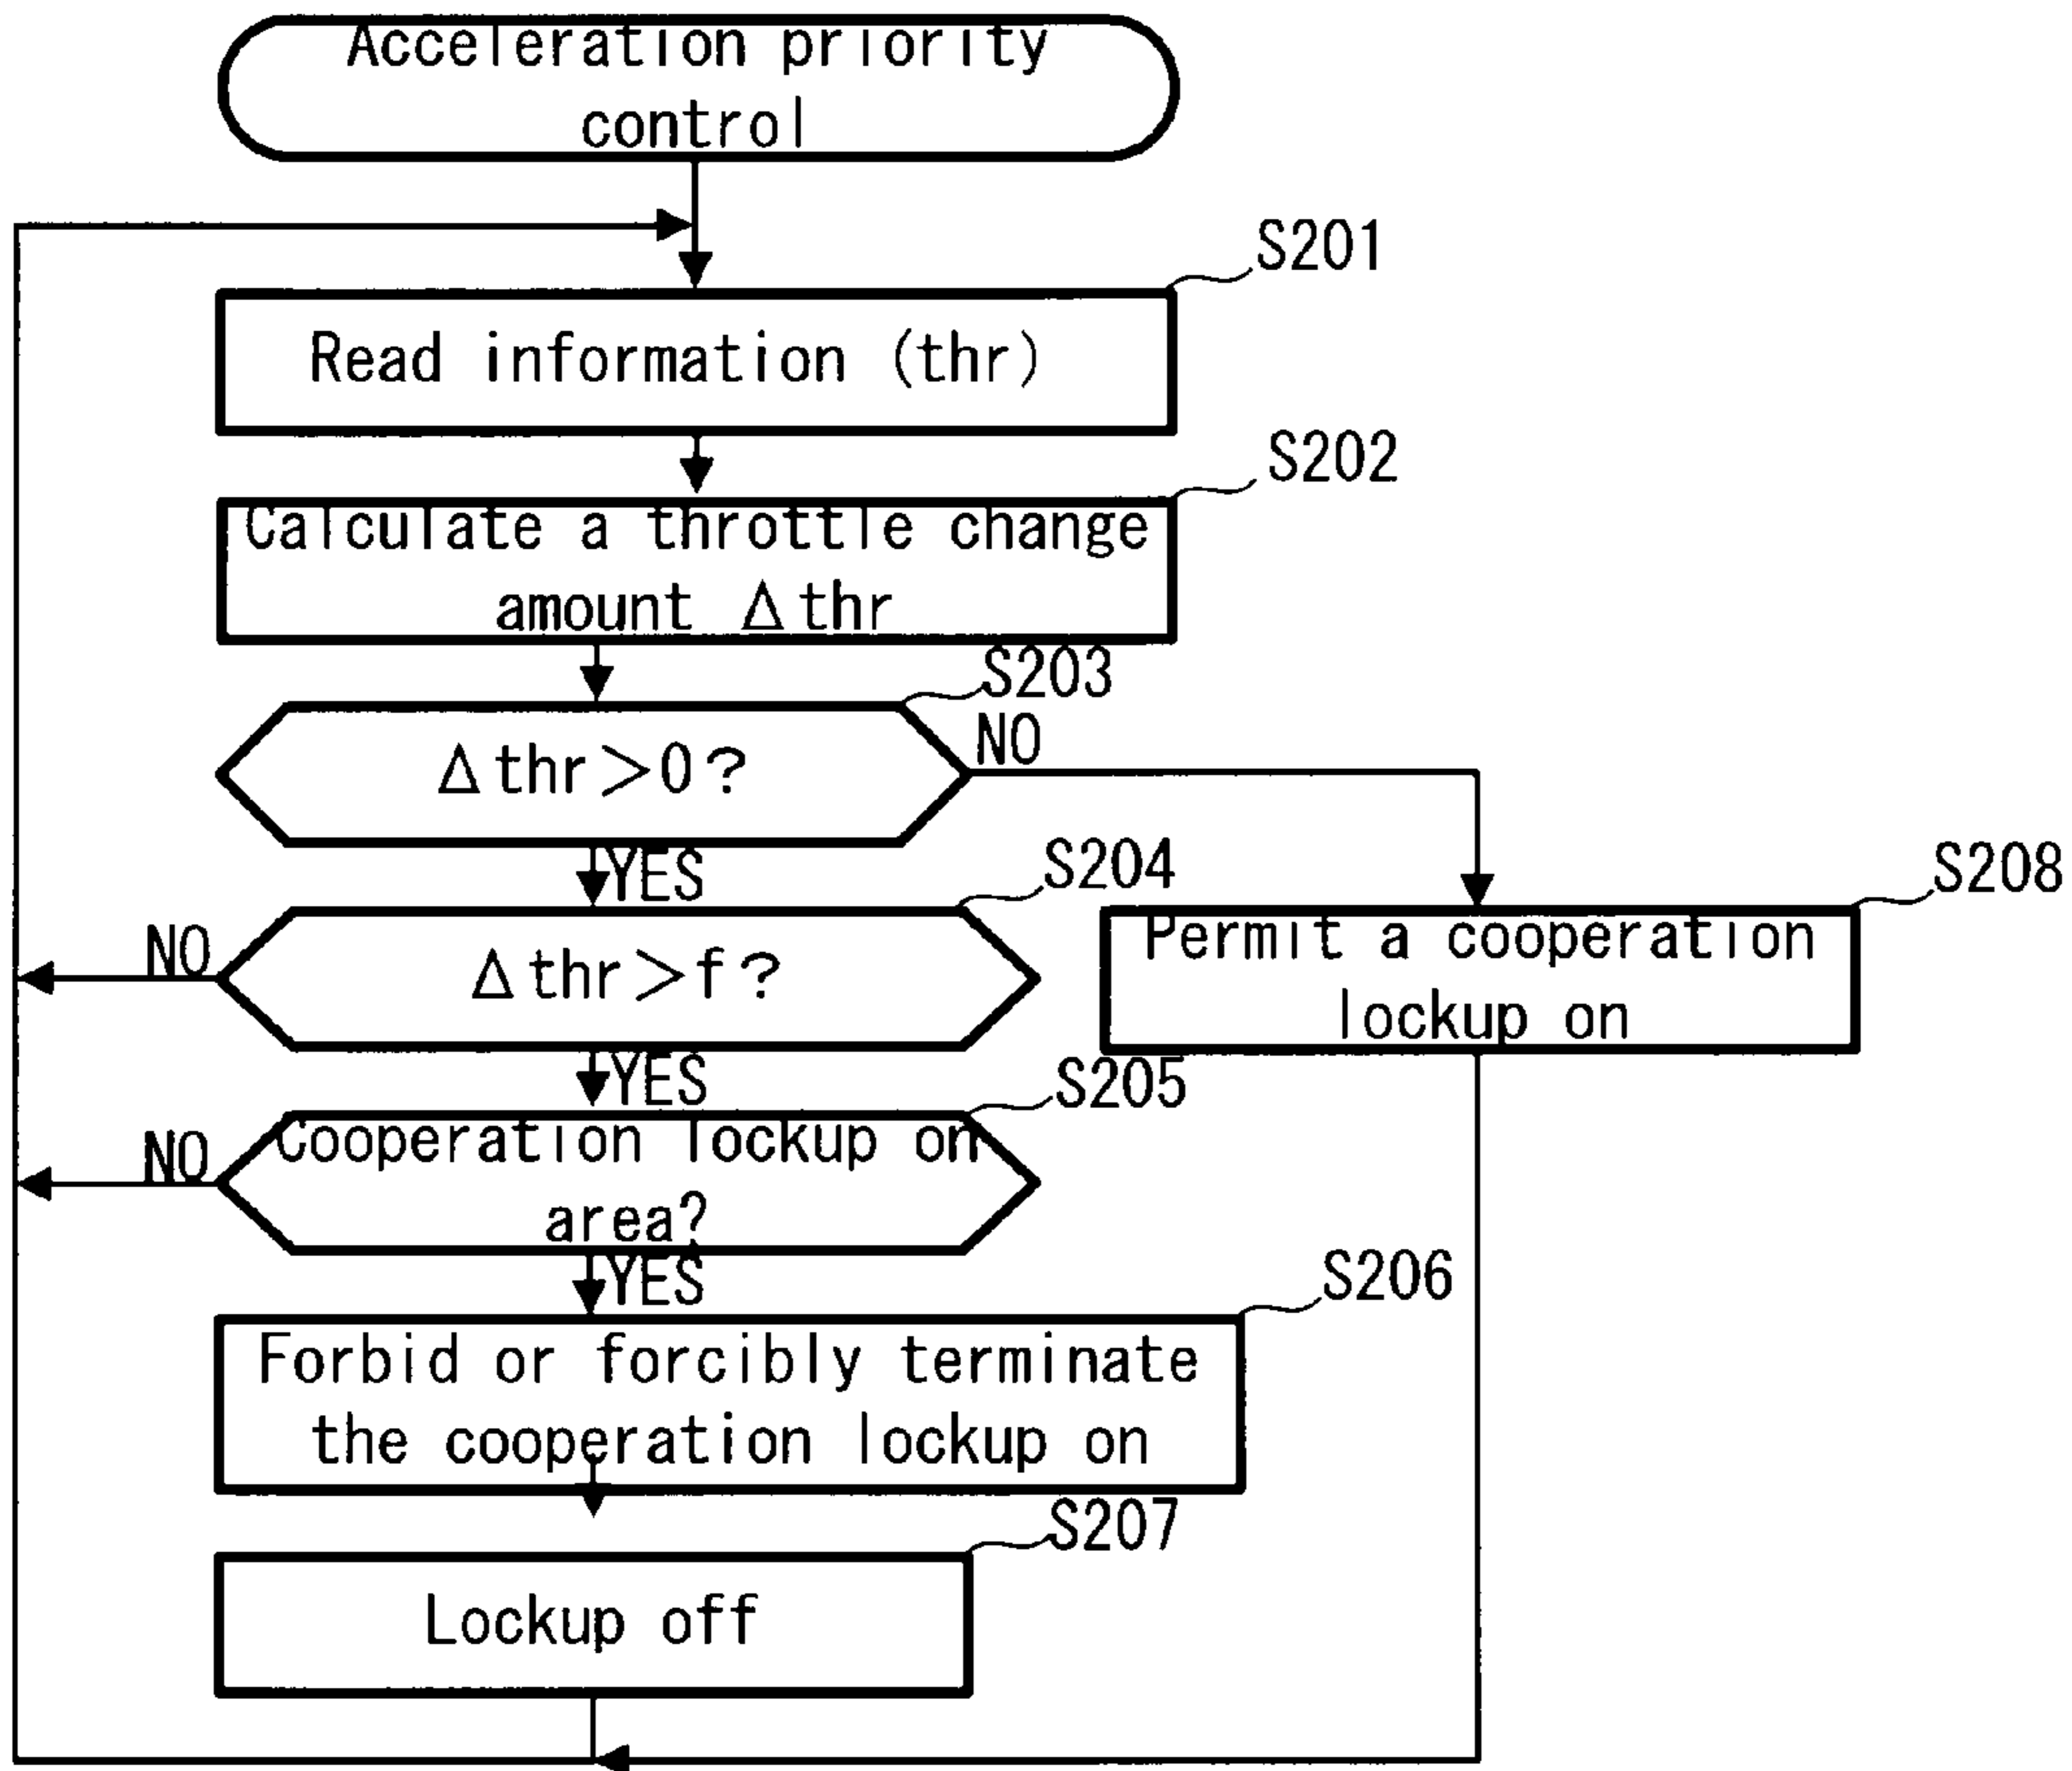 Acceleration priority
control
S201
Read information (thr)
S202
Calculate a throttle change
amount Δthr
S203
Δthr>0?
NO
YES
S204
S208
NO
Δthr>f?
Permit a cooperation
lockup on
YES
S205
NO
Cooperation lockup on
area?
YES
S206
Forbid or forcibly terminate
the cooperation lockup on
S207
Lockup off